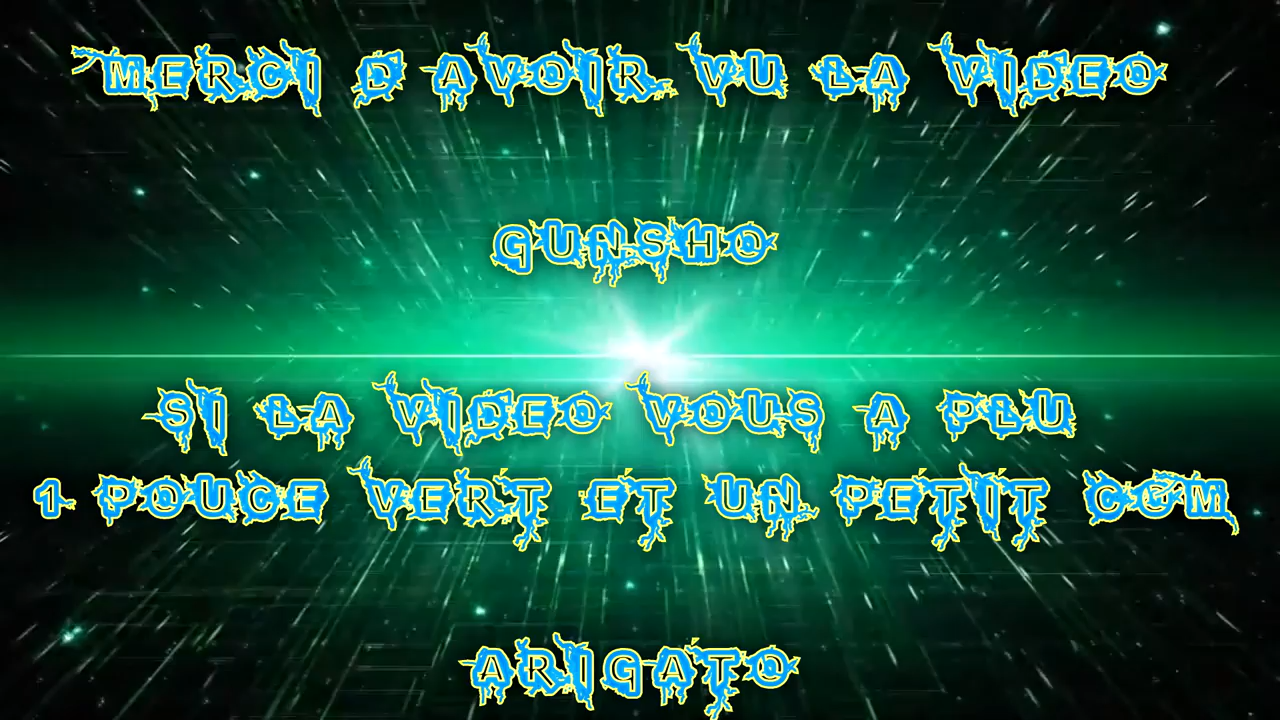 MERCI D AVOIR VU LA VIDEO
GUNSHO
SI LA VIDEO VOUS A PLU
1 POUCE VERT ET UN PETIT COM
ARIGATO